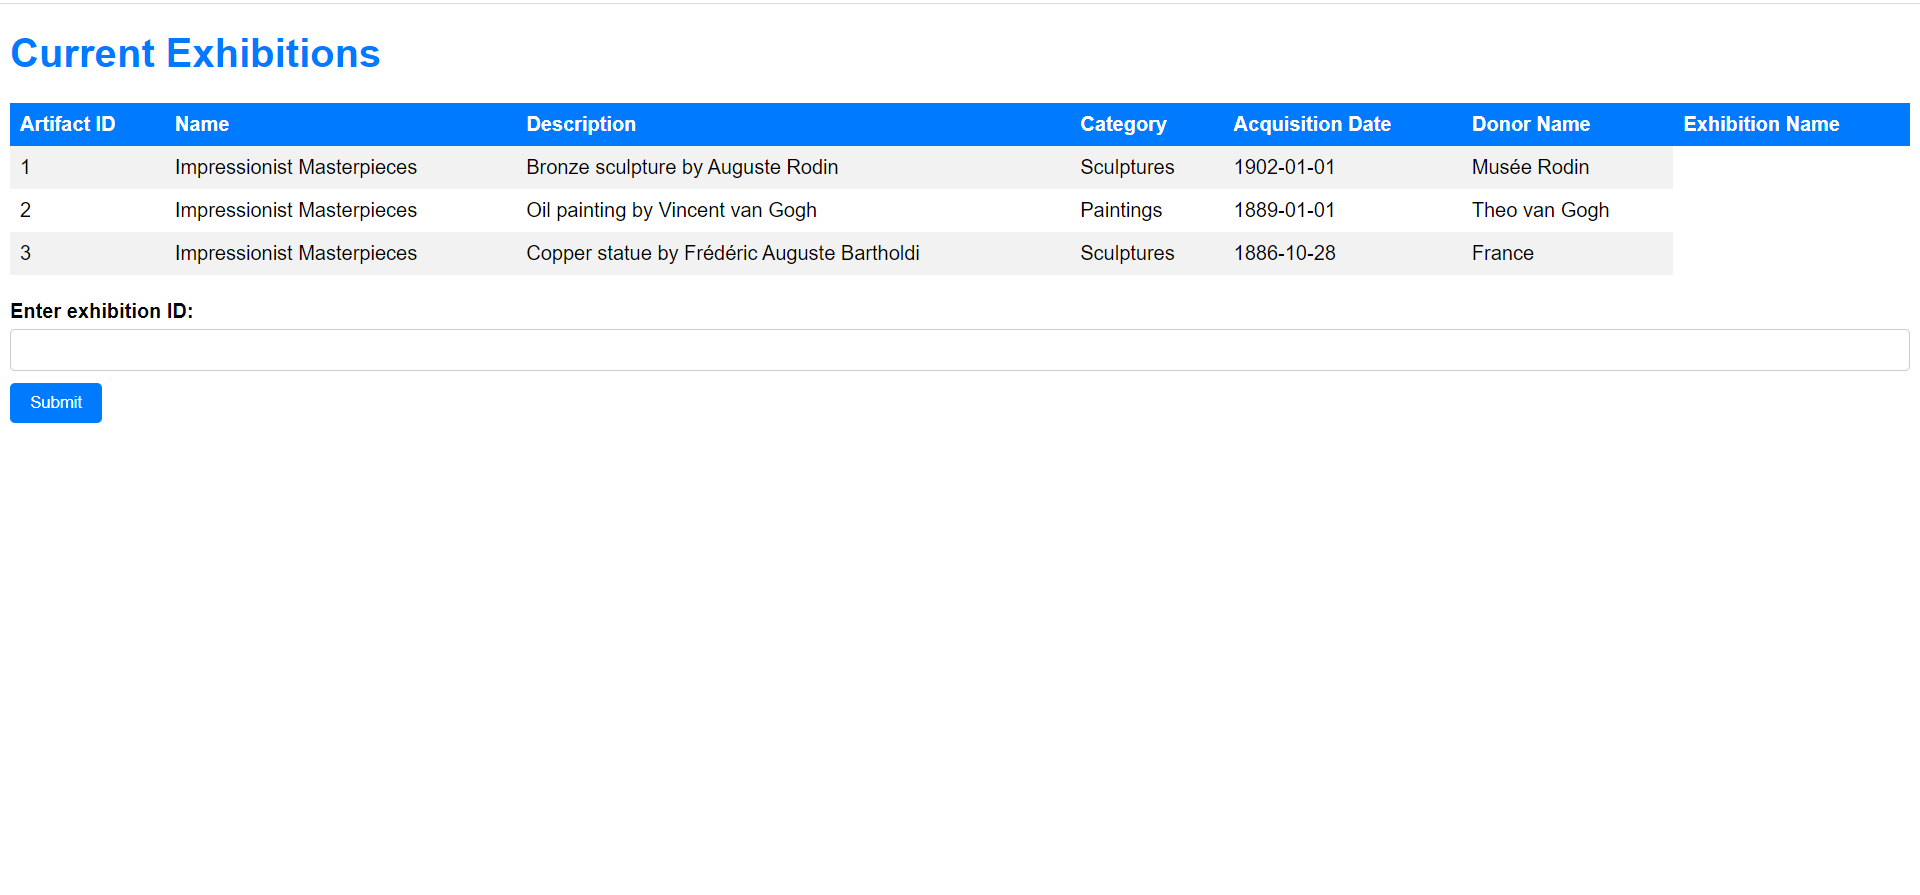 Current Exhibitions
Artifact ID Name Description Category Acquisition Date Donor Name Exhibition Name
1 Impressionist Masterpieces Bronze sculpture by Auguste Rodin Sculptures 1902-01-01 Musée Rodin
2 Impressionist Masterpieces Oil painting by Vincent van Gogh Paintings 1889-01-01 Theo van Gogh
3 Impressionist Masterpieces Copper statue by Frédéric Auguste Bartholdi Sculptures 1886-10-28 France
Enter exhibition ID:
Submit